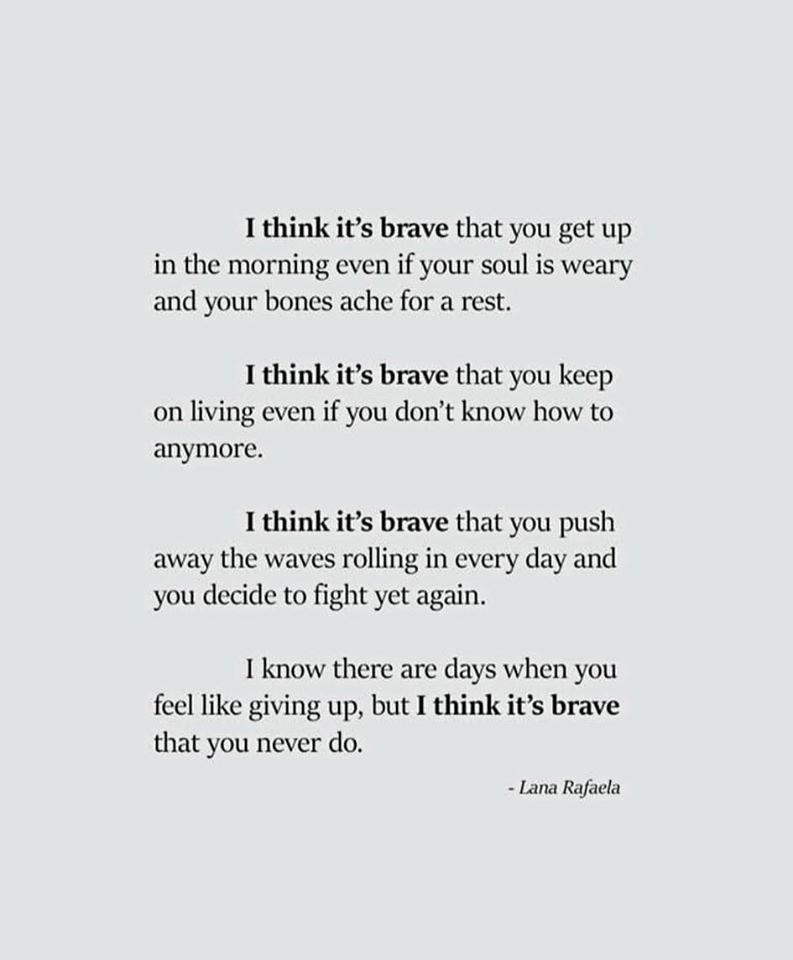 I think it’s brave that you get up
in the morning even if your soul is weary
and your bones ache for a rest.
I think it’s brave that you keep
on living even if you don’t know how to
anymore.
I think it’s brave that you push
away the waves rolling in every day and
you decide to fight yet again.
I know there are days when you
feel like giving up, but I think it’s brave
that you never do.
- Lana Rafaela